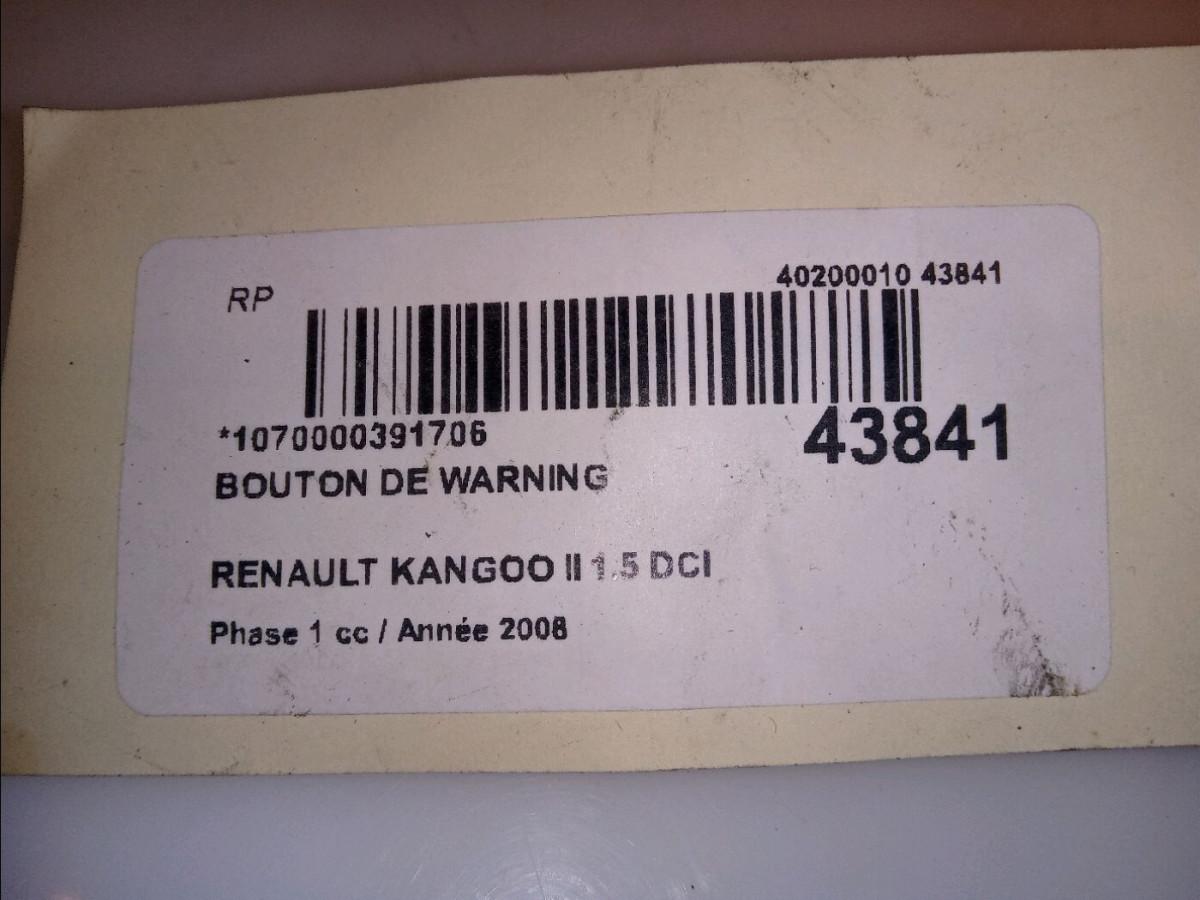 RP
40200010 43841
*1070000391706
43841
BOUTON DE WARNING
RENAULT KANGOO II 1.5 DCI
Phase 1 cc / Année 2008